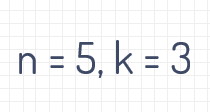 n = 5, k = 3